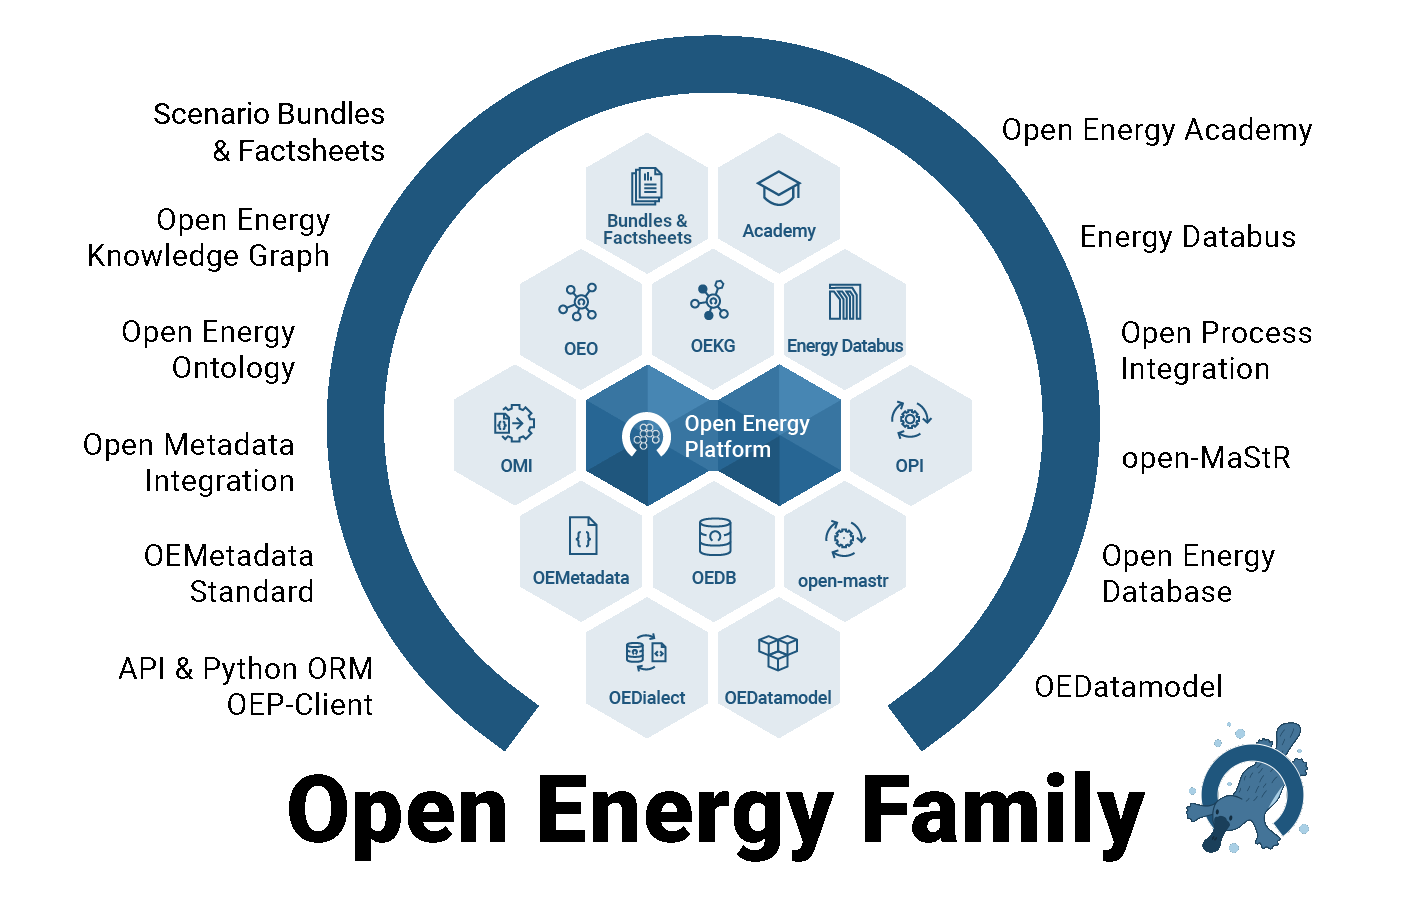 Scenario Bundles
& Factsheets
Open Energy
Knowledge Graph
Open Energy
Ontology
Open Metadata
Integration
OEMetadata
Standard
API & Python ORM
OEP-Client
Bundles &
Factsheets
Academy
OEO
OEKG
Energy Databus
OMI
Open Energy
Platform
OPI
OEMetadata
OEDB
open-mastr
OEDialect
OEDatamodel
Open Energy Academy
Energy Databus
Open Process
Integration
open-MaStR
Open Energy
Database
OEDatamodel
Open Energy Family